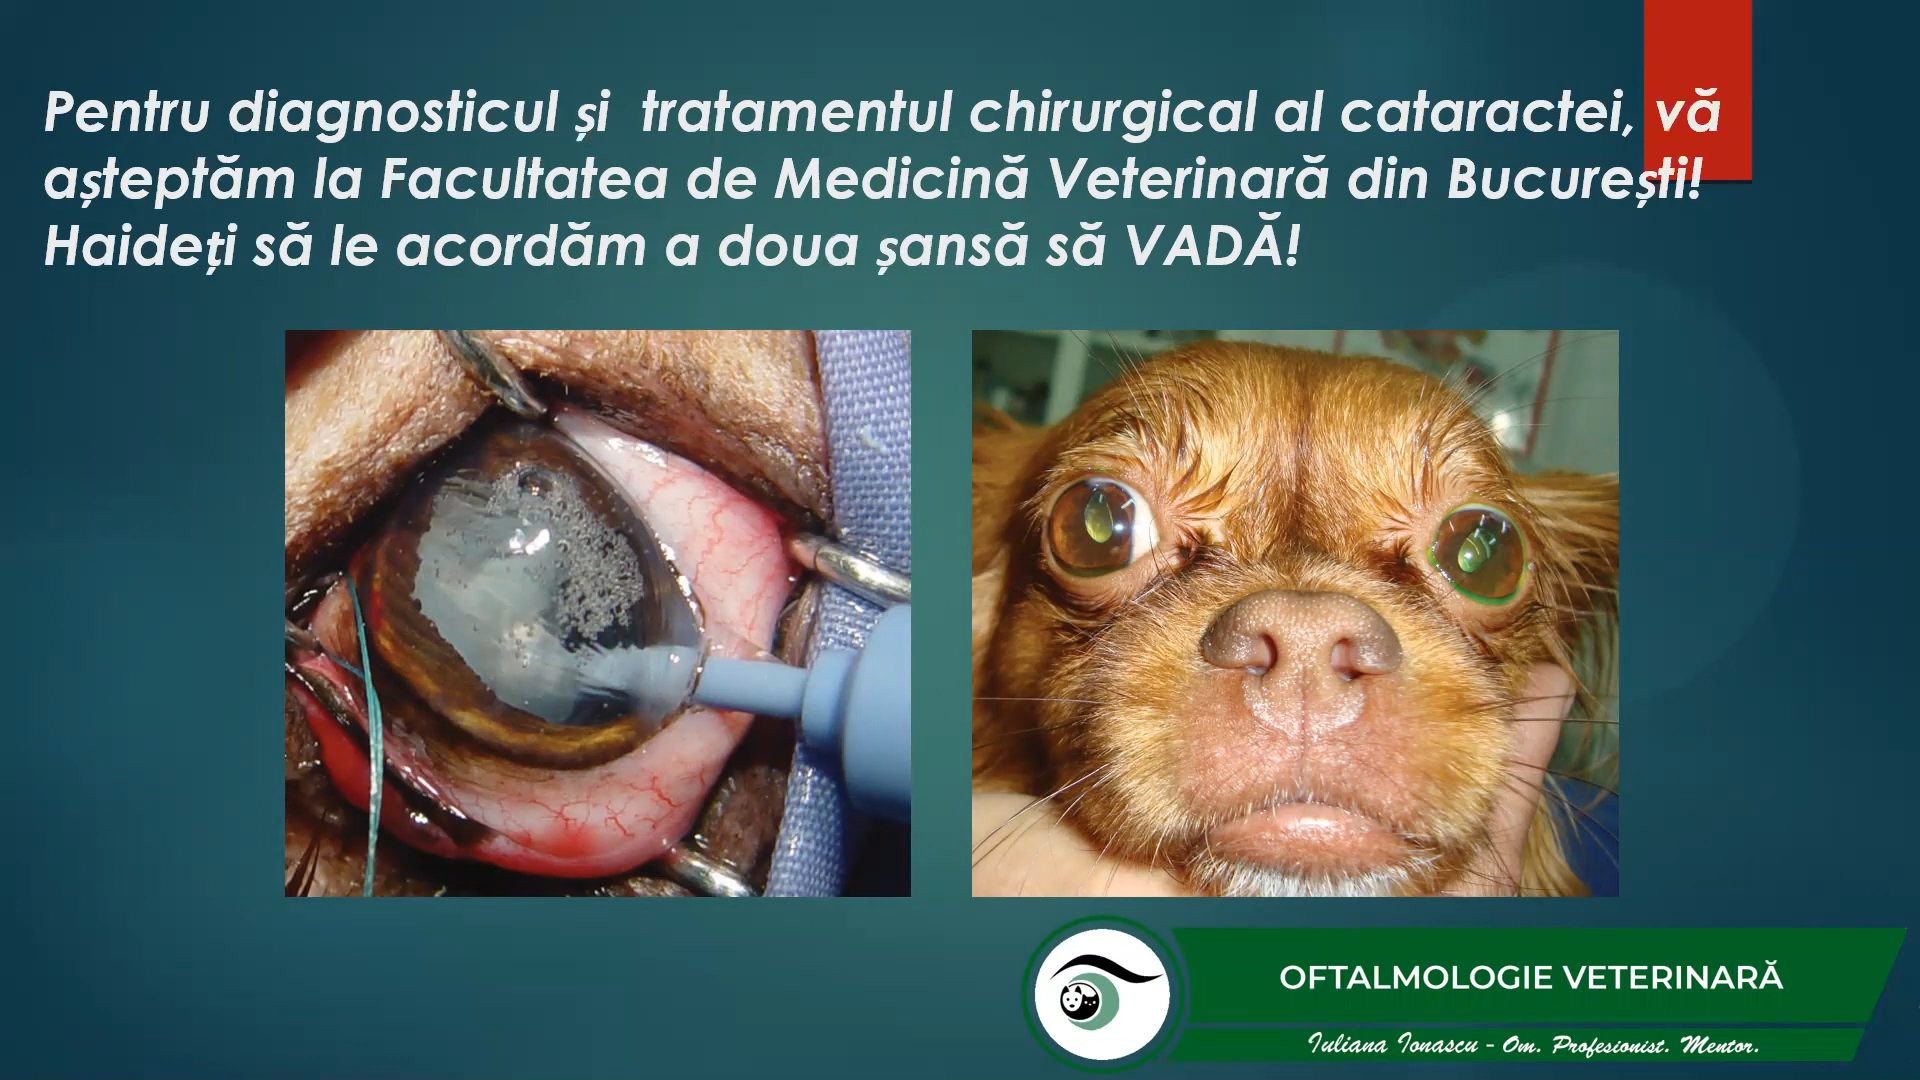 Pentru diagnosticul și  tratamentul chirurgical al cataractei, vă
așteptăm la Facultatea de Medicină Veterinară din București!
Haideți să le acordăm a doua șansă să VADĂ!
OFTALMOLOGIE VETERINARĂ
Iuliana Ionascu - Om. Profesionist. Mentor.